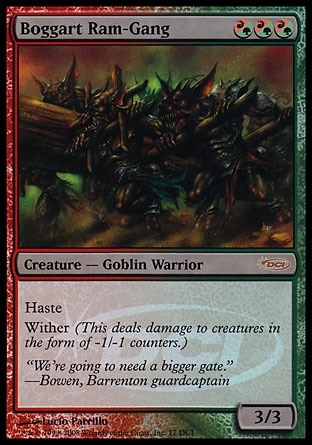 Boggart Ram-Gang
Creature — Goblin Warrior
DCI
Haste
Wither (This deals damage to creatures in
the form of -1/-1 counters.)
"We're going to need a bigger gate."
—Bowen, Barrenton guardcaptain
Lucio Parrillo
3/3